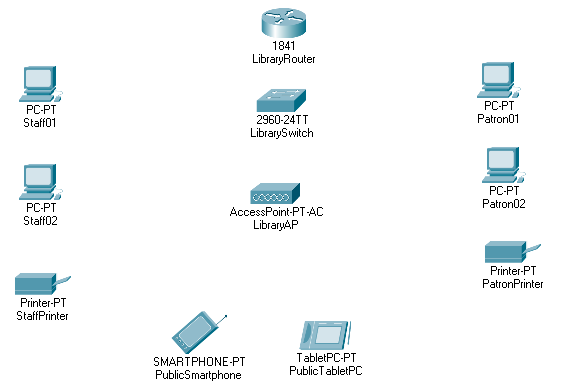 1841
LibraryRouter
PC-PT
Staff01
2960-24TT
LibrarySwitch
PC-PT
Patron01
PC-PT
Staff02
AccessPoint-PT-AC
LibraryAP
PC-PT
Patron02
Printer-PT
StaffPrinter
Printer-PT
PatronPrinter
SMARTPHONE-PT
PublicSmartphone
TabletPC-PT
PublicTabletPC